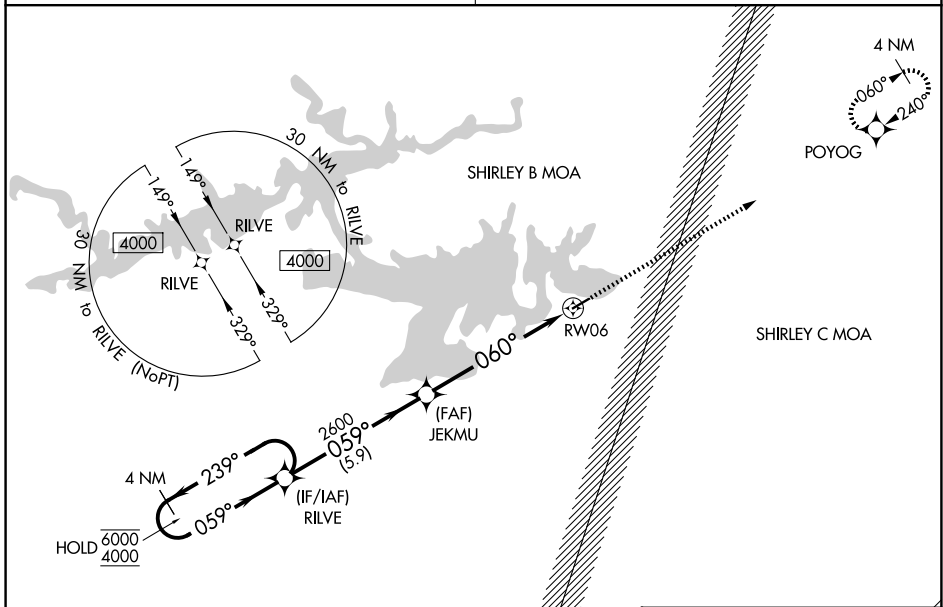 4 NM
060°
240°
POYOG
SHIRLEY B MOA
30 NM to RILVE
149°
149°
RILVE
4000
4000
RILVE
30 NM to RILVE (NoPT)
329°
329°
RW06
SHIRLEY C MOA
060°
(FAF)
JEKMU
2600
059°
(5.9)
4 NM
239°
(IF/IAF)
RILVE
059°
HOLD 6000
4000